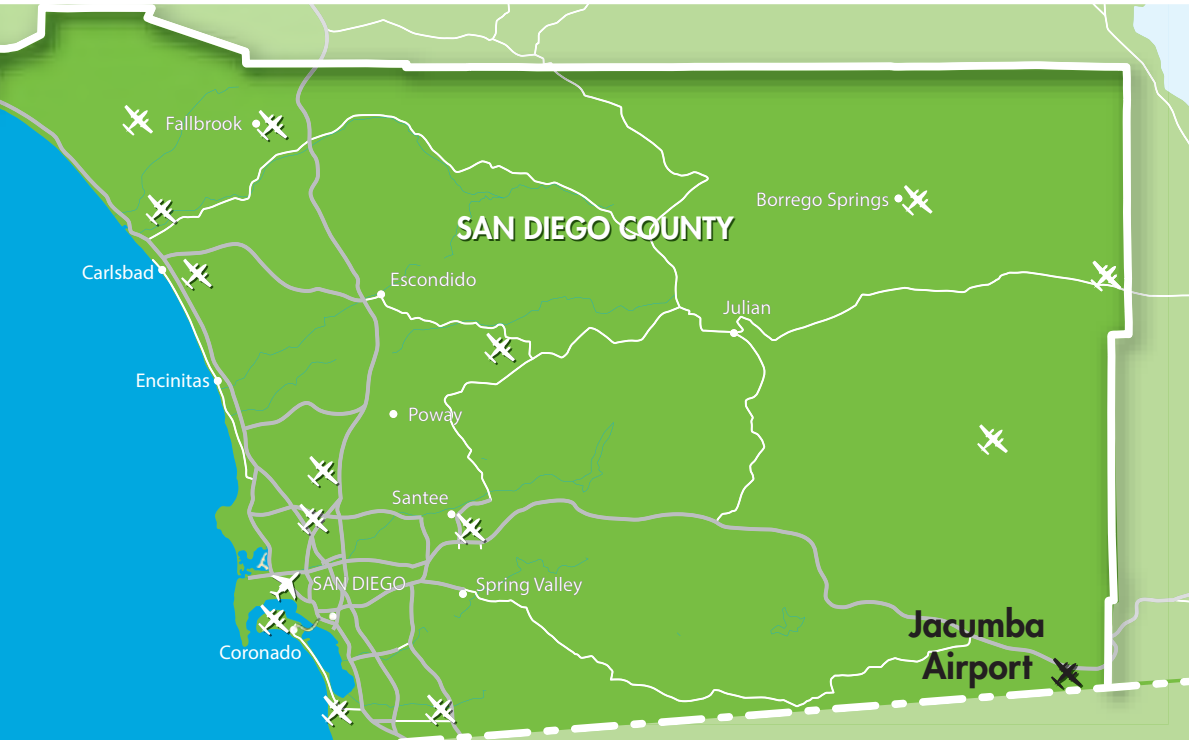 Fallbrook
Borrego Springs
SAN DIEGO COUNTY
Carlsbad
Escondido
Julian
Encinitas
Poway
Santee
SAN DIEGO
Spring Valley
Coronado
Jacumba
Airport